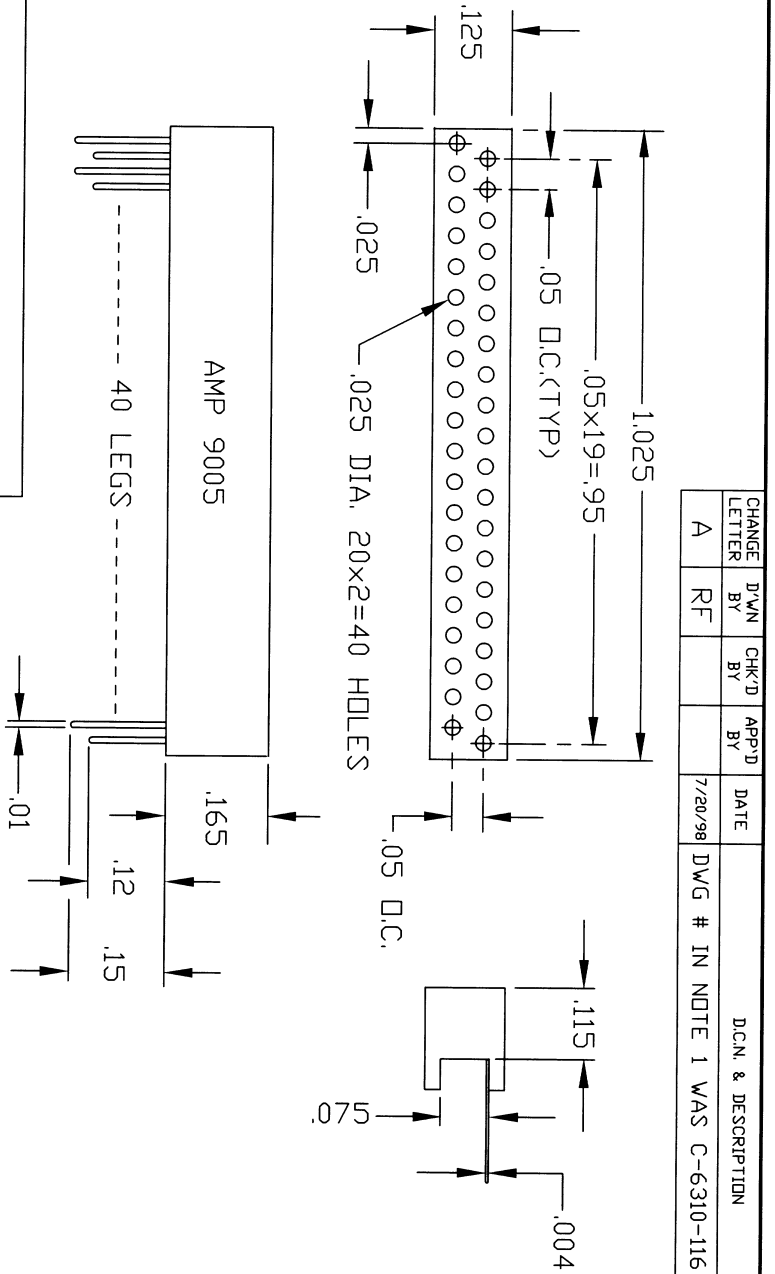 CHANGE LETTER D'WN BY CHK'D BY APP'D BY DATE D.C.N. & DESCRIPTION
A RF 7/20/98 DWG # IN NOTE 1 WAS C-6310-116
1.025
.05x19=.95
.05 O.C.(TYP)
.125
.025
.025 DIA. 20x2=40 HOLES
.05 O.C.
.115
.075
.004
AMP 9005
40 LEGS
.165
.12
.15
.01